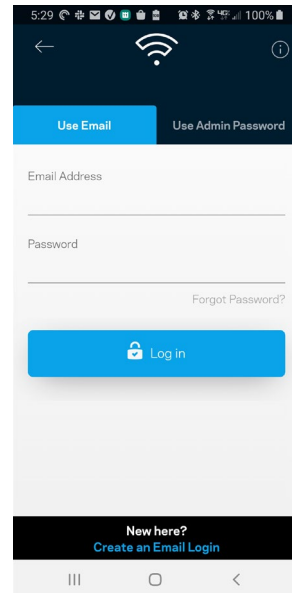 5:29 100%
Use Email Use Admin Password
Email Address
Password
Forgot Password?
Log in
New here?
Create an Email Login